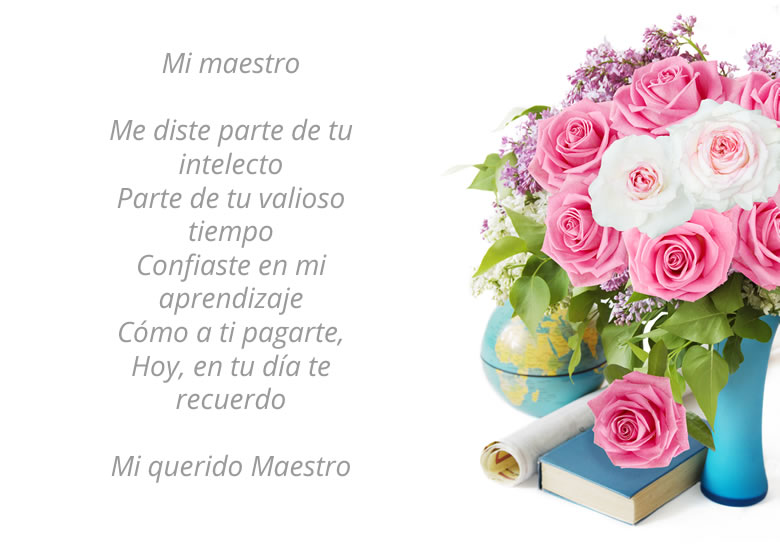 Mi maestro
Me diste parte de tu
intelecto
Parte de tu valioso
tiempo
Confiaste en mi
aprendizaje
Cómo a ti pagarte,
Hoy, en tu día te
recuerdo
Mi querido Maestro